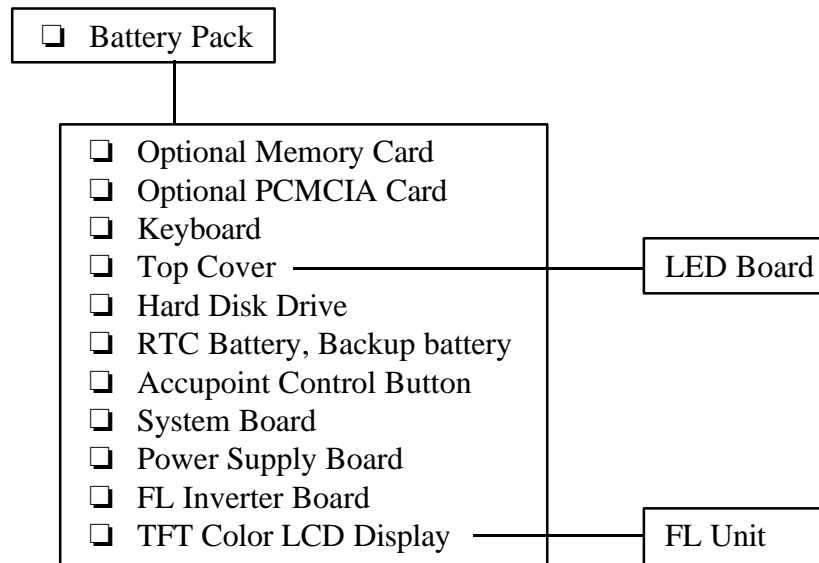 ❏ Battery Pack
❏ Optional Memory Card
❏ Optional PCMCIA Card
❏ Keyboard
❏ Top Cover
LED Board
❏ Hard Disk Drive
❏ RTC Battery, Backup battery
❏ Accupoint Control Button
❏ System Board
❏ Power Supply Board
❏ FL Inverter Board
❏ TFT Color LCD Display
FL Unit